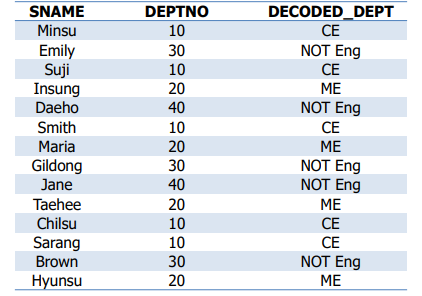 SNAME DEPTNO DECODED_DEPT
Minsu 10 CE
Emily 30 NOT Eng
Suji 10 CE
Insung 20 ME
Daeho 40 NOT Eng
Smith 10 CE
Maria 20 ME
Gildong 30 NOT Eng
Jane 40 NOT Eng
Taehee 20 ME
Chilsu 10 CE
Sarang 10 CE
Brown 30 NOT Eng
Hyunsu 20 ME